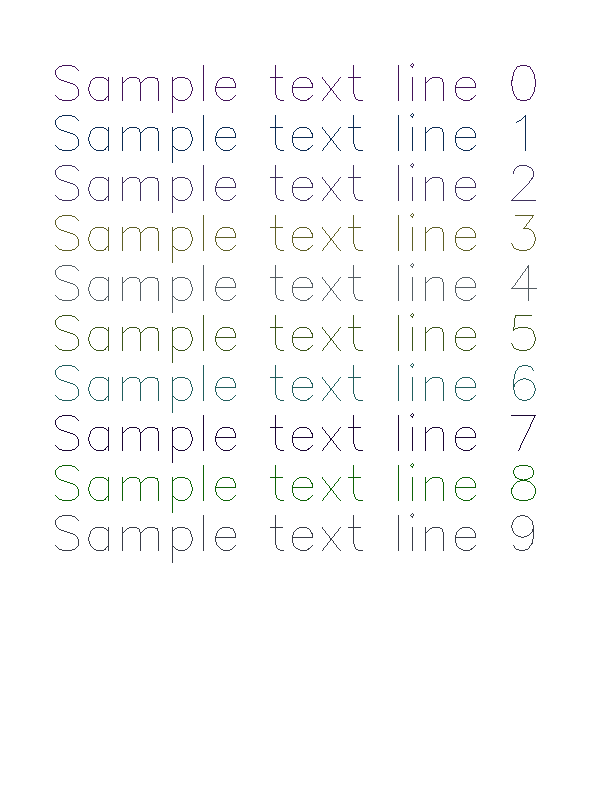 Sample text line 0
Sample text line 1
Sample text line 2
Sample text line 3
Sample text line 4
Sample text line 5
Sample text line 6
Sample text line 7
Sample text line 8
Sample text line 9